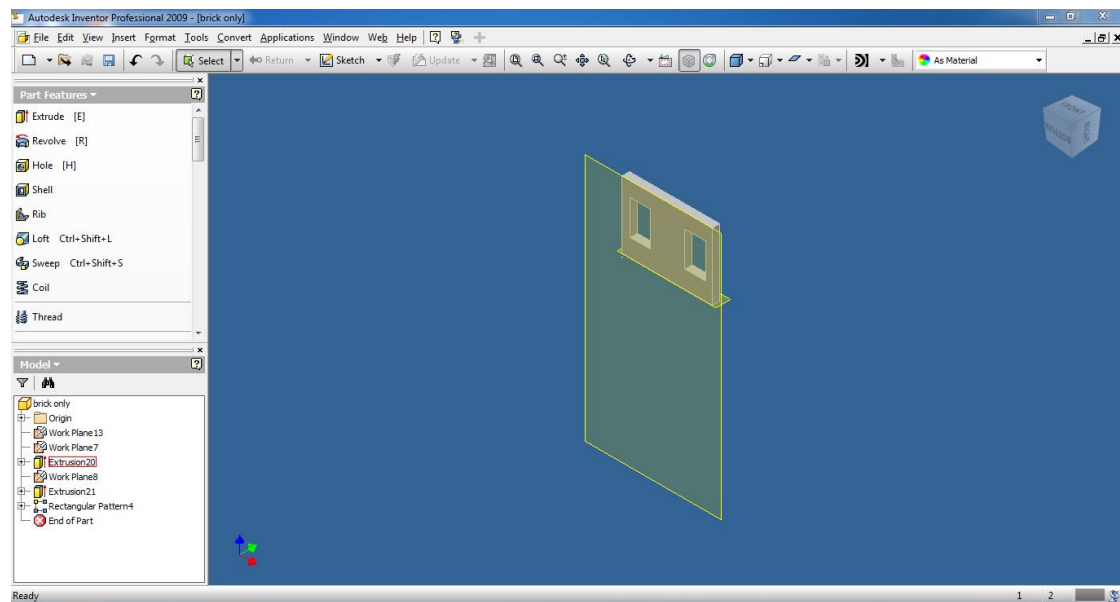 Autodesk Inventor Professional 2009 - [brick only]
File Edit View Insert Format Tools Convert Applications Window Web Help
Select Return Sketch Update As Material
Part Features
Extrude [E]
Revolve [R]
Hole [H]
Shell
Rib
Loft Ctrl+Shift+L
Sweep Ctrl+Shift+S
Coil
Thread
Model
brick only
Origin
Work Plane13
Work Plane7
Extrusion20
Work Plane8
Extrusion21
Rectangular Pattern4
End of Part
FRONT
BOTTOM
RIGHT
Ready 1 2